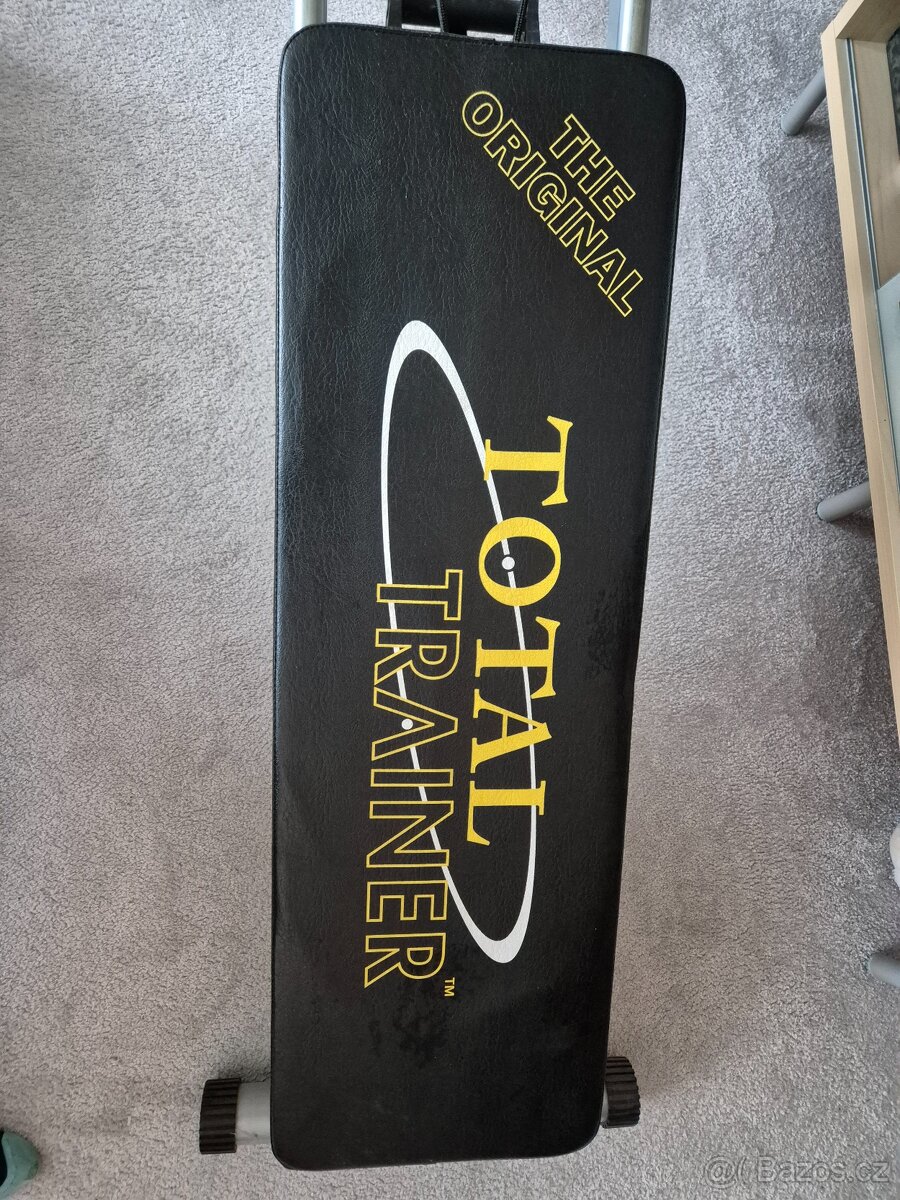 THE
ORIGINAL
TOTAL
TRAINER™
@( Bazos.cz